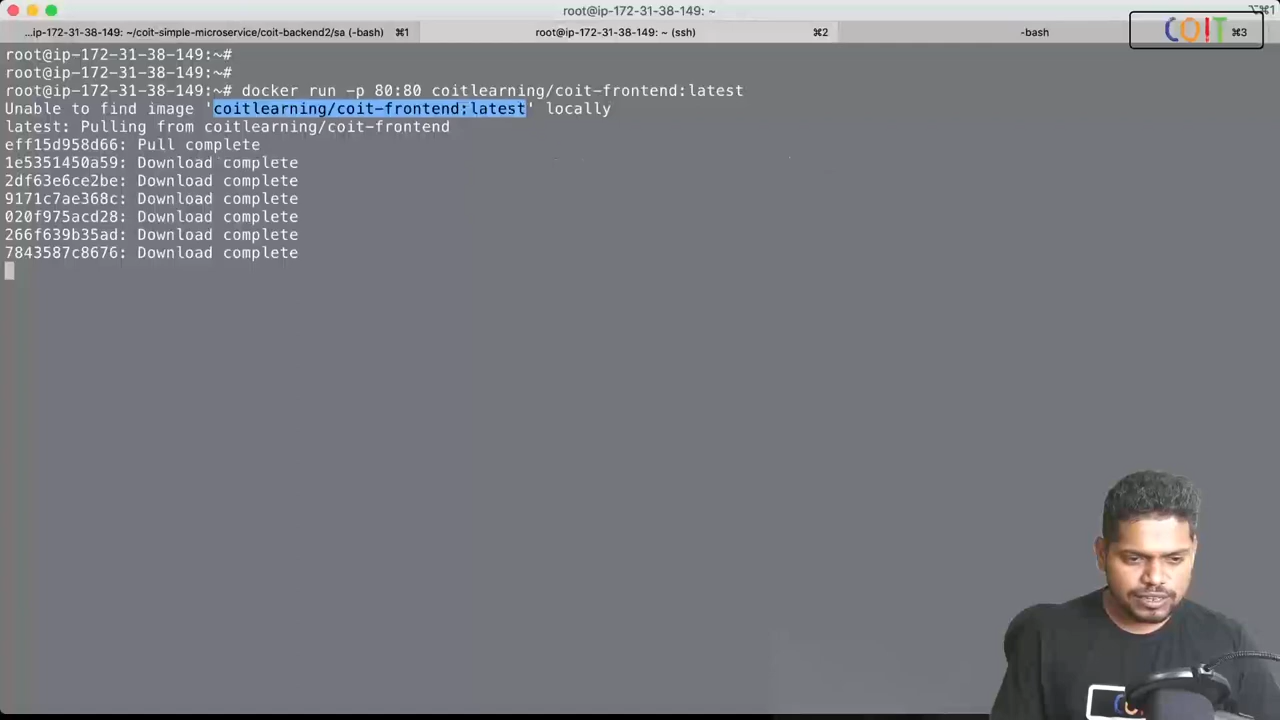 root@ip-172-31-38-149: ~
⌥⌘1
...ip-172-31-38-149: ~/coit-simple-microservice/coit-backend2/sa (-bash) ⌘1
root@ip-172-31-38-149: ~ (ssh) ⌘2
-bash
COIT ⌘3
root@ip-172-31-38-149:~#
root@ip-172-31-38-149:~#
root@ip-172-31-38-149:~# docker run -p 80:80 coitlearning/coit-frontend:latest
Unable to find image 'coitlearning/coit-frontend:latest' locally
latest: Pulling from coitlearning/coit-frontend
eff15d958d66: Pull complete
1e5351450a59: Download complete
2df63e6ce2be: Download complete
9171c7ae368c: Download complete
020f975acd28: Download complete
266f639b35ad: Download complete
7843587c8676: Download complete